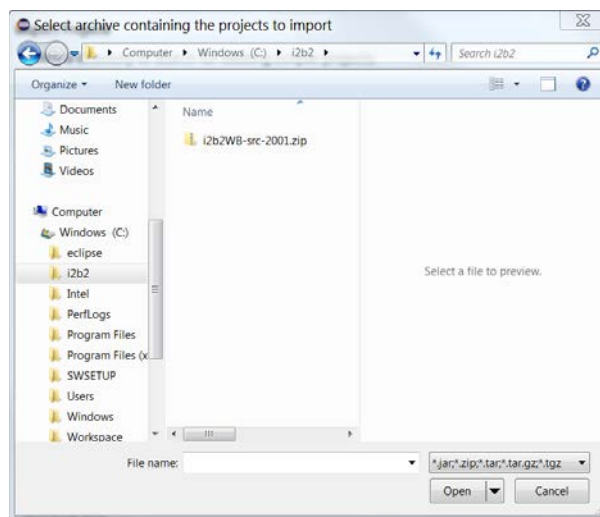 Select archive containing the projects to import
Computer Windows (C:) i2b2
Search i2b2
Organize New folder
Documents
Music
Pictures
Videos
Computer
Windows (C:)
eclipse
i2b2
Intel
PerfLogs
Program Files
Program Files (x
SWSETUP
Users
Windows
Workspace
Name
i2b2WB-src-2001.zip
Select a file to preview.
File name:
*.jar;*.zip;*.tar;*.tar.gz;*.tgz
Open
Cancel